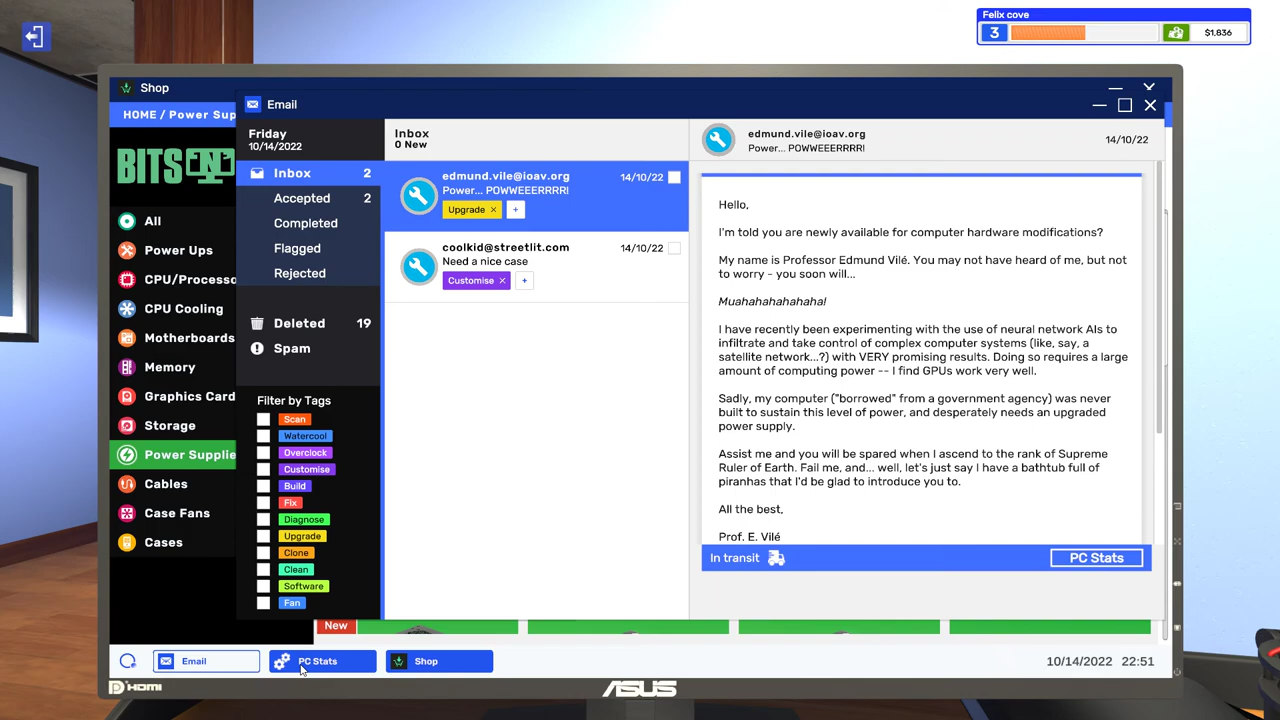 Felix cove
3
$1,836
Shop
HOME / Power Sup
BITS
All
Power Ups
CPU/Processo
CPU Cooling
Motherboards
Memory
Graphics Card
Storage
Power Supplie
Cables
Case Fans
Cases
Email
Friday
10/14/2022
Inbox 2
Accepted 2
Completed
Flagged
Rejected
Deleted 19
Spam
Filter by Tags
Scan
Watercool
Overclock
Customise
Build
Fix
Diagnose
Upgrade
Clone
Clean
Software
Fan
Inbox
0 New
edmund.vile@ioav.org 14/10/22
Power... POWWEEERRRR!
Upgrade × +
coolkid@streetlit.com 14/10/22
Need a nice case
Customise × +
edmund.vile@ioav.org 14/10/22
Power... POWWEEERRRR!
Hello,
I'm told you are newly available for computer hardware modifications?
My name is Professor Edmund Vilé. You may not have heard of me, but not
to worry - you soon will...
Muahahahahahaha!
I have recently been experimenting with the use of neural network AIs to
infiltrate and take control of complex computer systems (like, say, a
satellite network...?) with VERY promising results. Doing so requires a large
amount of computing power -- I find GPUs work very well.
Sadly, my computer ("borrowed" from a government agency) was never
built to sustain this level of power, and desperately needs an upgraded
power supply.
Assist me and you will be spared when I ascend to the rank of Supreme
Ruler of Earth. Fail me, and... well, let's just say I have a bathtub full of
piranhas that I'd be glad to introduce you to.
All the best,
Prof. E. Vilé
In transit
PC Stats
New
Email
PC Stats
Shop
10/14/2022 22:51
HDMI
ASUS